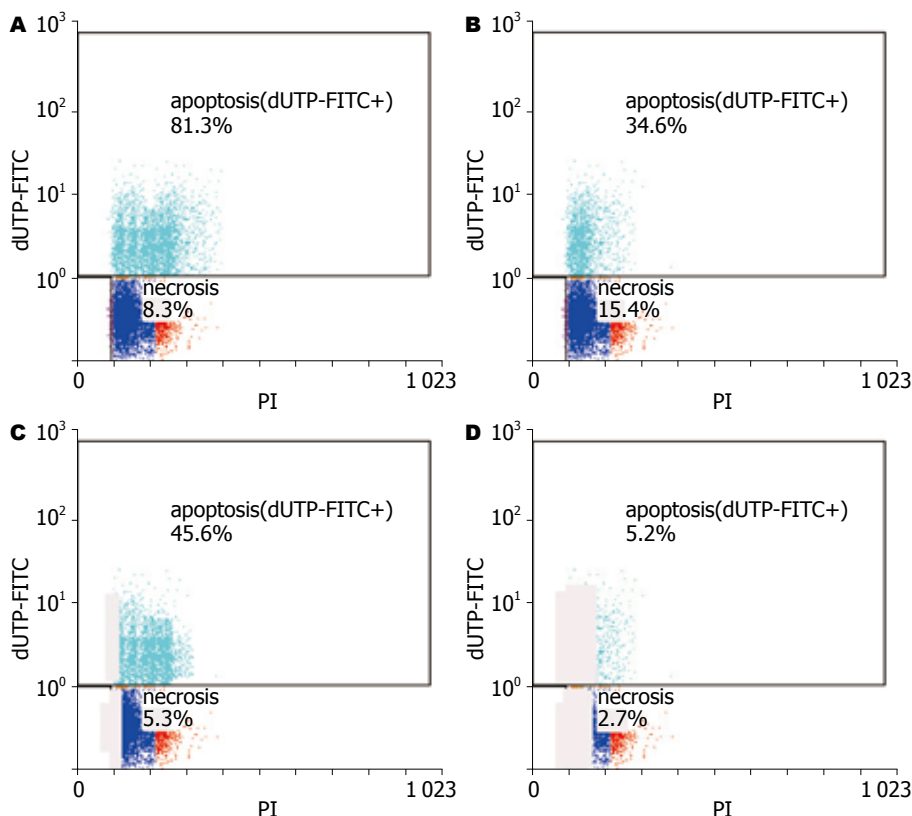 A
10³
apoptosis(dUTP-FITC+)
81.3%
10²
dUTP-FITC
10¹
10⁰
necrosis
8.3%
0
1 023
PI
B
10³
apoptosis(dUTP-FITC+)
34.6%
10²
dUTP-FITC
10¹
10⁰
necrosis
15.4%
0
1 023
PI
C
10³
apoptosis(dUTP-FITC+)
45.6%
10²
dUTP-FITC
10¹
10⁰
necrosis
5.3%
0
1 023
PI
D
10³
apoptosis(dUTP-FITC+)
5.2%
10²
dUTP-FITC
10¹
10⁰
necrosis
2.7%
0
1 023
PI